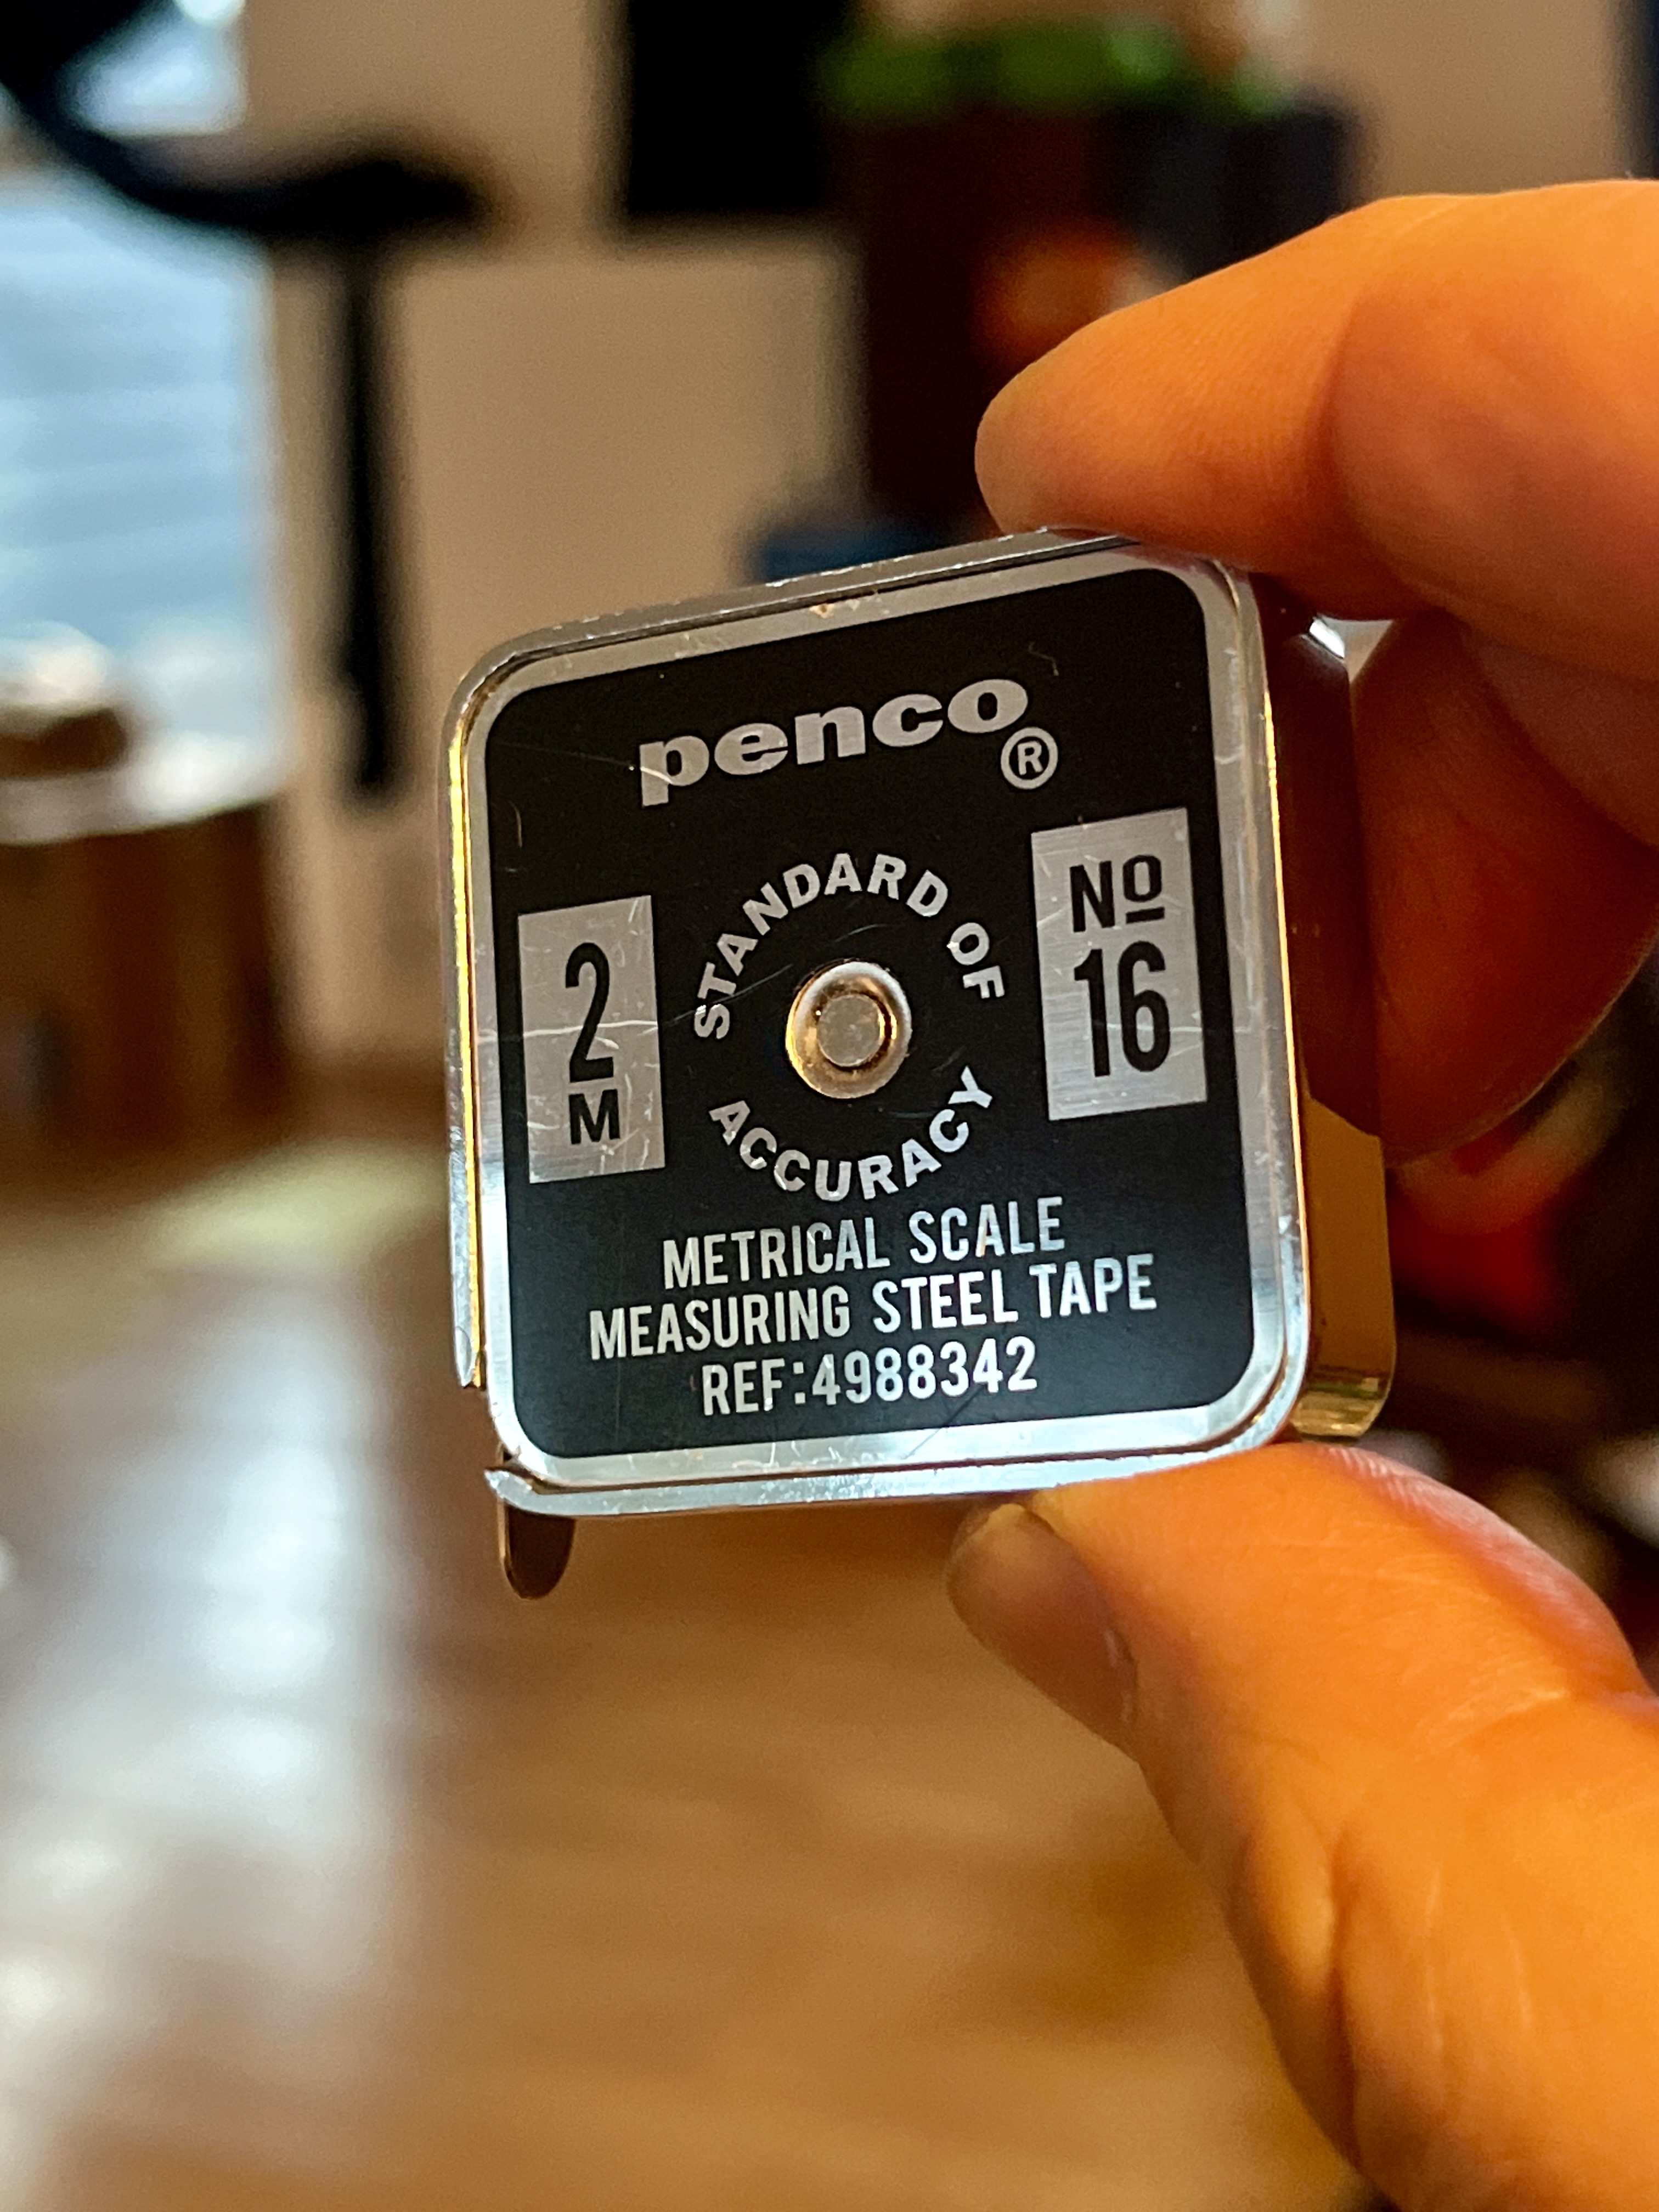 penco®
2
M
STANDARD OF
ACCURACY
Nº
16
METRICAL SCALE
MEASURING STEEL TAPE
REF:4988342